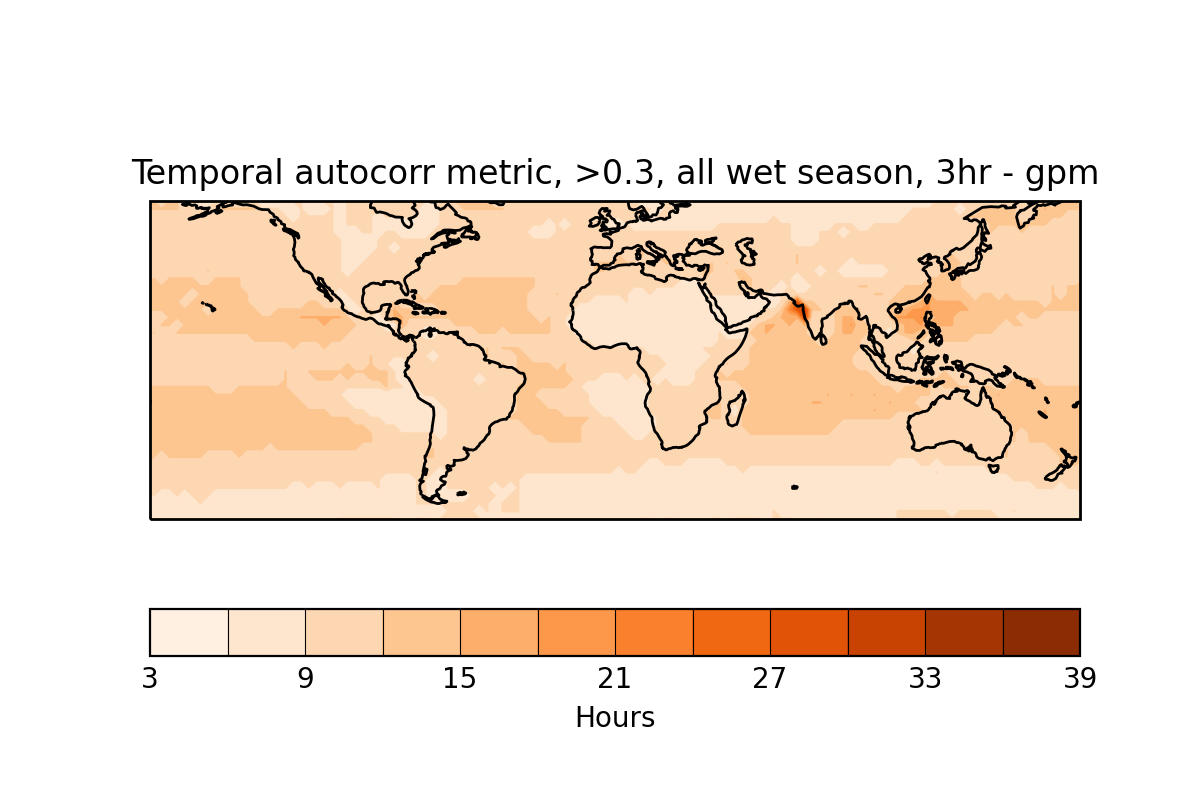 Temporal autocorr metric, >0.3, all wet season, 3hr - gpm
3 9 15 21 27 33 39
Hours